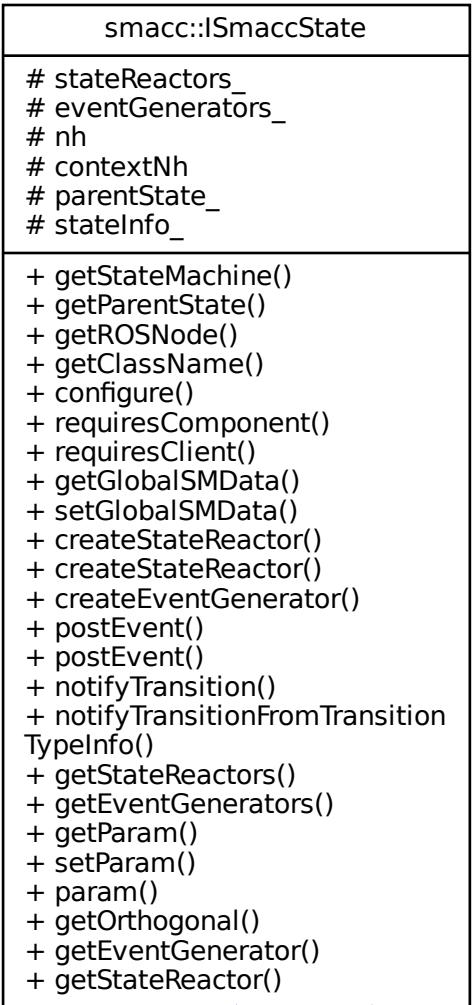 smacc::ISmaccState
# stateReactors_
# eventGenerators_
# nh
# contextNh
# parentState_
# stateInfo_
+ getStateMachine()
+ getParentState()
+ getROSNode()
+ getClassName()
+ configure()
+ requiresComponent()
+ requiresClient()
+ getGlobalSMData()
+ setGlobalSMData()
+ createStateReactor()
+ createStateReactor()
+ createEventGenerator()
+ postEvent()
+ postEvent()
+ notifyTransition()
+ notifyTransitionFromTransition
TypeInfo()
+ getStateReactors()
+ getEventGenerators()
+ getParam()
+ setParam()
+ param()
+ getOrthogonal()
+ getEventGenerator()
+ getStateReactor()